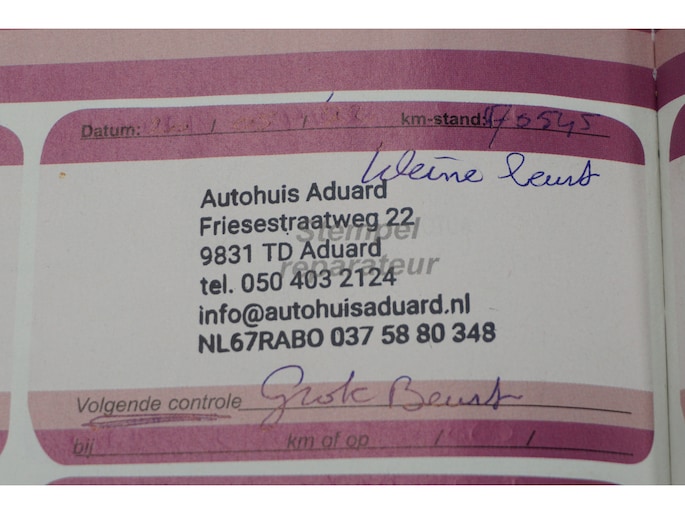 Datum: / / km-stand: 170545
kleine beurt
Autohuis Aduard
Friesestraatweg 22
Stempel
9831 TD Aduard
reparateur
tel. 050 403 2124
info@autohuisaduard.nl
NL67RABO 037 58 80 348
Volgende controle Grote Beurt
bij km of op / /